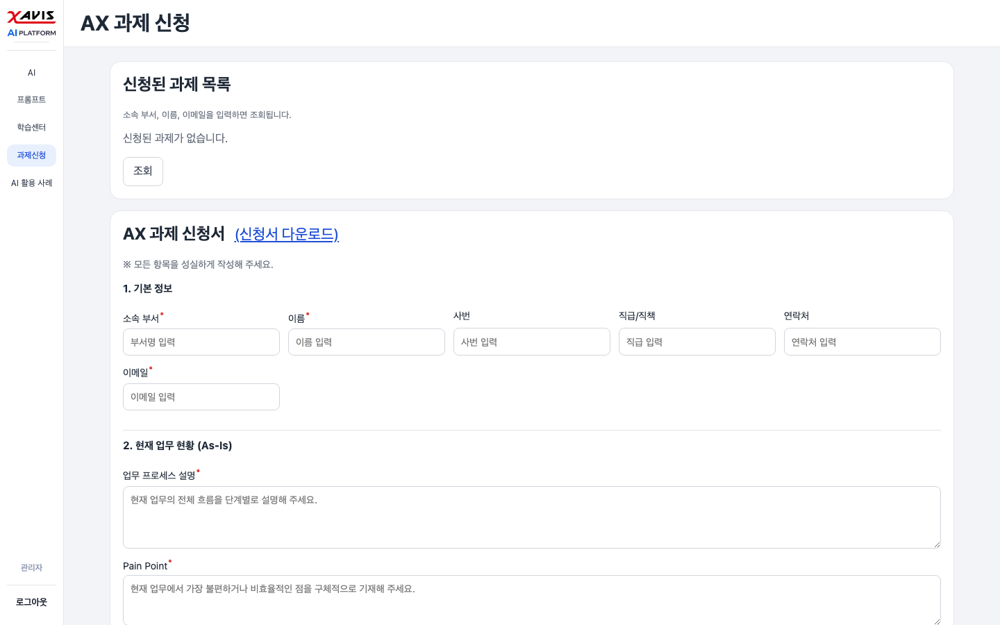 XAVIS
AI PLATFORM
AI
프롬프트
학습센터
과제신청
AI 활용 사례
관리자
로그아웃
AX 과제 신청
신청된 과제 목록
소속 부서, 이름, 이메일을 입력하면 조회됩니다.
신청된 과제가 없습니다.
조회
AX 과제 신청서 (신청서 다운로드)
※ 모든 항목을 성실하게 작성해 주세요.
1. 기본 정보
소속 부서* 이름* 사번 직급/직책 연락처
부서명 입력 이름 입력 사번 입력 직급 입력 연락처 입력
이메일*
이메일 입력
2. 현재 업무 현황 (As-Is)
업무 프로세스 설명*
현재 업무의 전체 흐름을 단계별로 설명해 주세요.
Pain Point*
현재 업무에서 가장 불편하거나 비효율적인 점을 구체적으로 기재해 주세요.